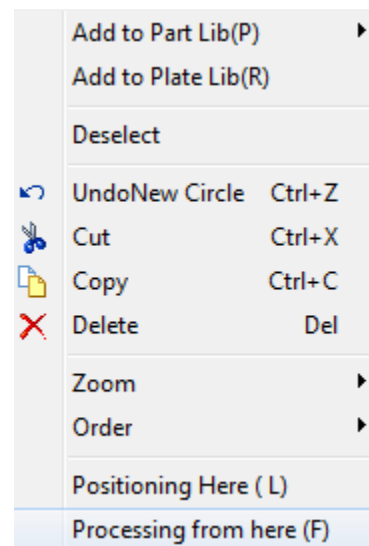 Add to Part Lib(P)
Add to Plate Lib(R)
Deselect
UndoNew Circle Ctrl+Z
Cut Ctrl+X
Copy Ctrl+C
Delete Del
Zoom
Order
Positioning Here ( L)
Processing from here (F)